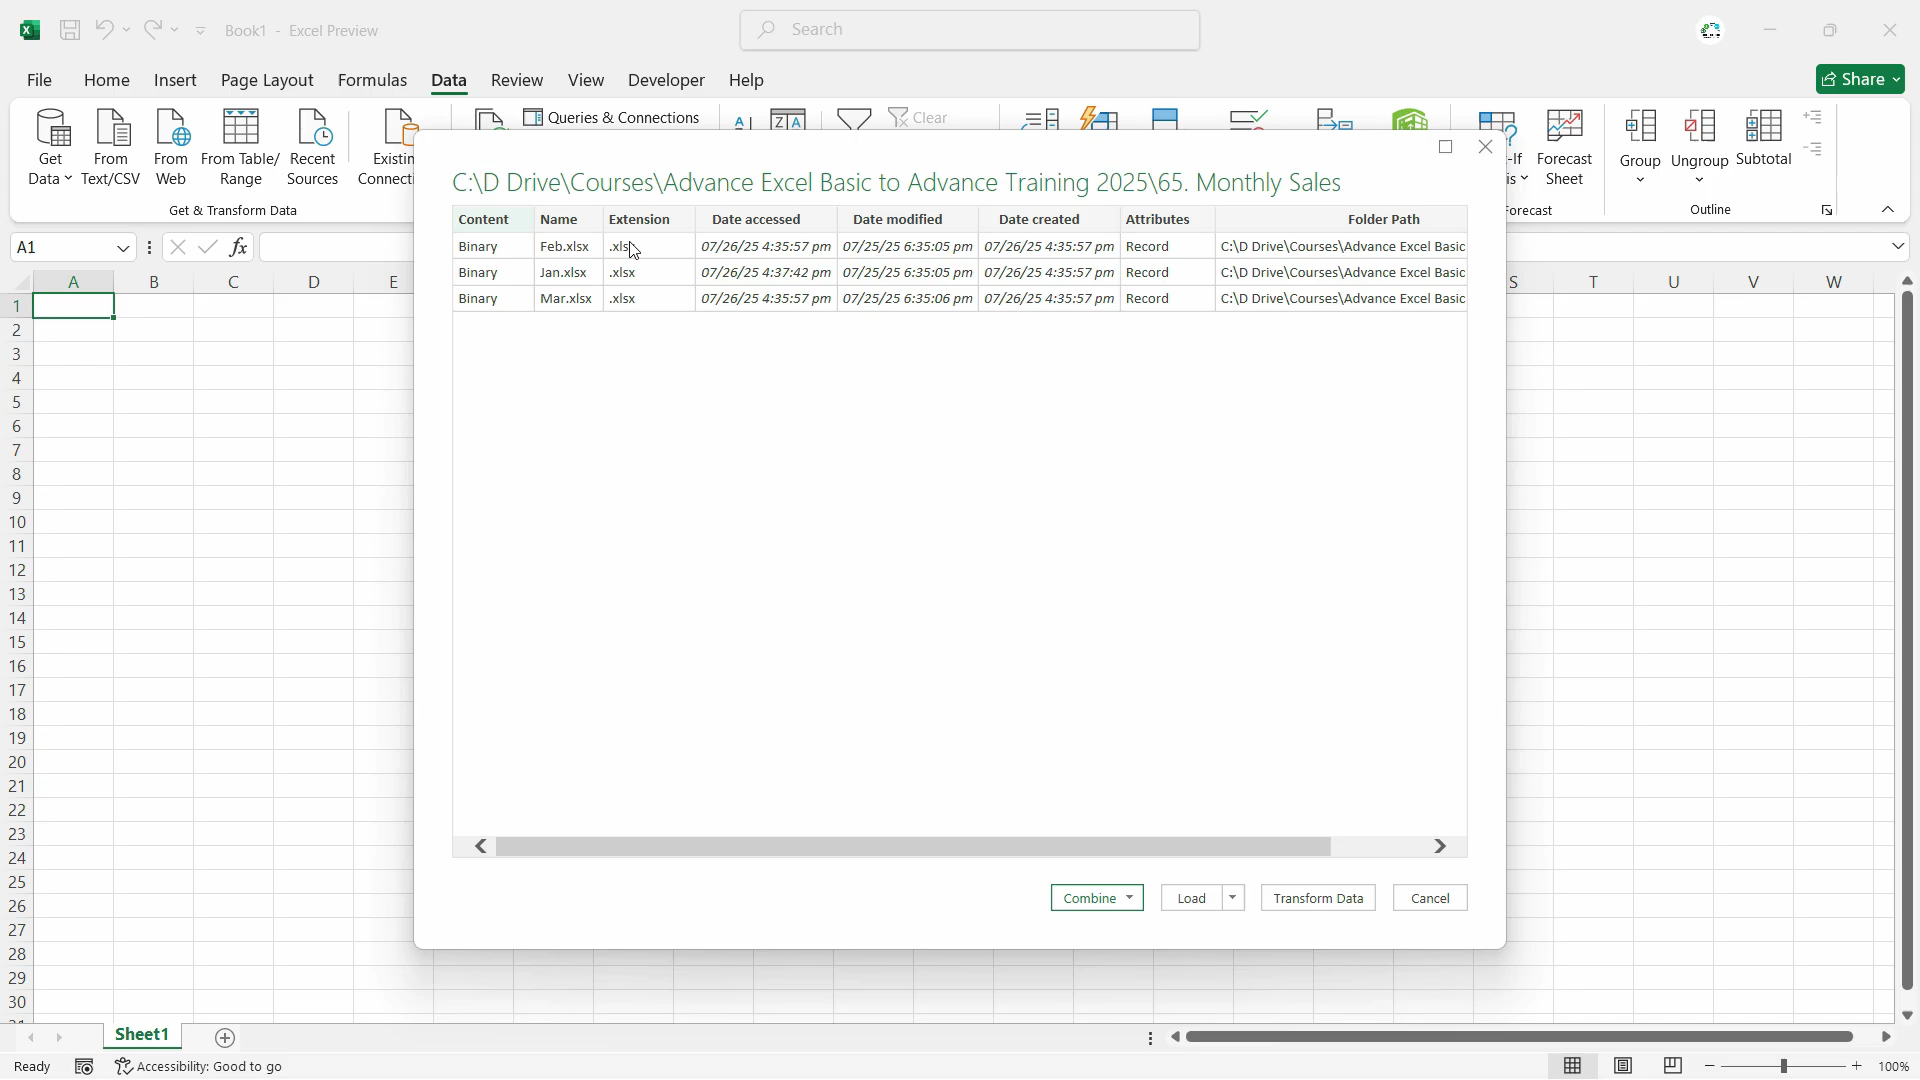 Book1 - Excel Preview
Search
File Home Insert Page Layout Formulas Data Review View Developer Help
Share
Get Data
From Text/CSV
From Web
From Table/ Range
Recent Sources
Queries & Connections
Clear
Forecast Sheet
Group
Ungroup
Subtotal
Get & Transform Data
Outline
A1
fx
C:\D Drive\Courses\Advance Excel Basic to Advance Training 2025\65. Monthly Sales
Content Name Extension Date accessed Date modified Date created Attributes Folder Path
Binary Feb.xlsx 07/26/25 4:35:57 pm 07/25/25 6:35:05 pm 07/26/25 4:35:57 pm Record C:\D Drive\Courses\Advance Excel Basic
Binary Jan.xlsx .xlsx 07/26/25 4:37:42 pm 07/25/25 6:35:05 pm 07/26/25 4:35:57 pm Record C:\D Drive\Courses\Advance Excel Basic
Binary Mar.xlsx .xlsx 07/26/25 4:35:57 pm 07/25/25 6:35:06 pm 07/26/25 4:35:57 pm Record C:\D Drive\Courses\Advance Excel Basic
Combine Load Transform Data Cancel
A B C D E S T U V W
1
2
3
4
5
6
7
8
9
10
11
12
13
14
15
16
17
18
19
20
21
22
23
24
25
26
27
28
29
30
Sheet1
Ready Accessibility: Good to go 100%